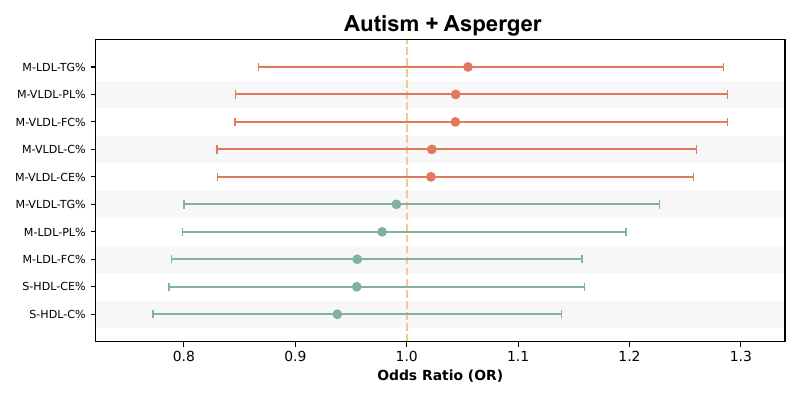 Autism + Asperger
M-LDL-TG%
M-VLDL-PL%
M-VLDL-FC%
M-VLDL-C%
M-VLDL-CE%
M-VLDL-TG%
M-LDL-PL%
M-LDL-FC%
S-HDL-CE%
S-HDL-C%
0.8 0.9 1.0 1.1 1.2 1.3
Odds Ratio (OR)